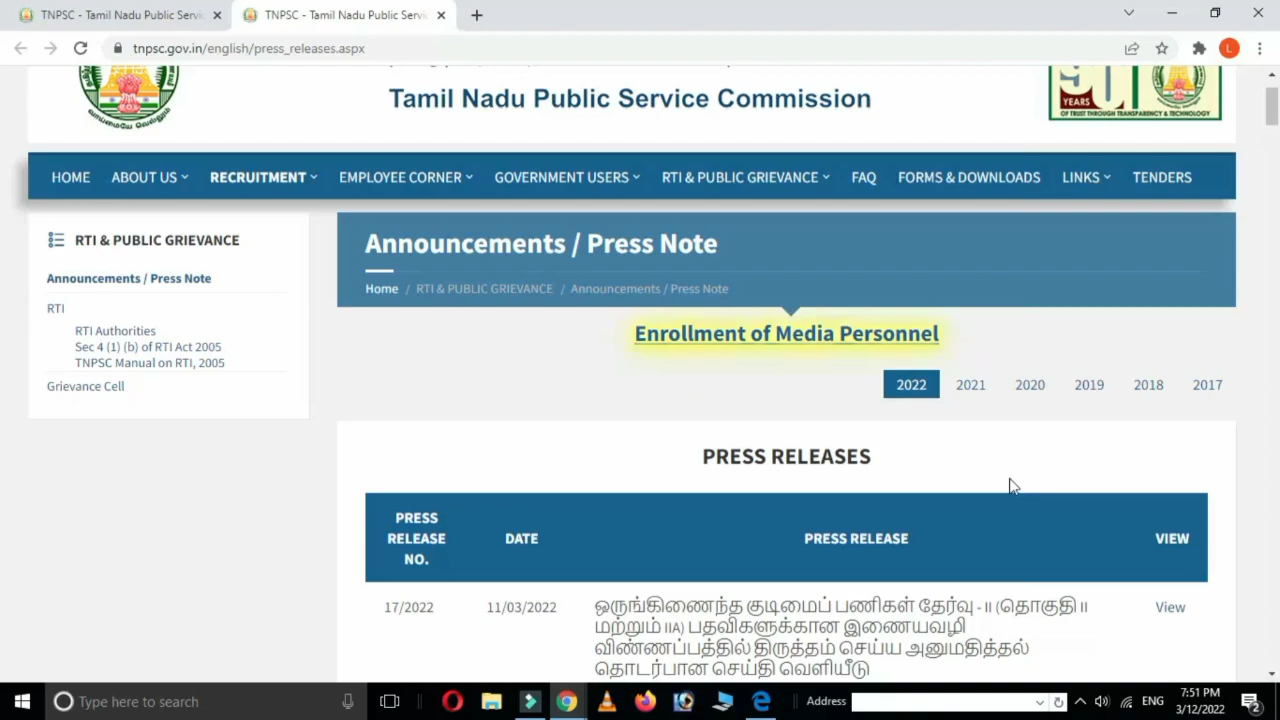 TNPSC - Tamil Nadu Public Servi
TNPSC - Tamil Nadu Public Servi
tnpsc.gov.in/english/press_releases.aspx
L
வாய்மையே வெல்லும்
Tamil Nadu Public Service Commission
YEARS
OF TRUST THROUGH TRANSPARENCY & TECHNOLOGY
HOME ABOUT US RECRUITMENT EMPLOYEE CORNER GOVERNMENT USERS RTI & PUBLIC GRIEVANCE FAQ FORMS & DOWNLOADS LINKS TENDERS
RTI & PUBLIC GRIEVANCE
Announcements / Press Note
RTI
RTI Authorities
Sec 4 (1) (b) of RTI Act 2005
TNPSC Manual on RTI, 2005
Grievance Cell
Announcements / Press Note
Home / RTI & PUBLIC GRIEVANCE / Announcements / Press Note
Enrollment of Media Personnel
2022 2021 2020 2019 2018 2017
PRESS RELEASES
PRESS
RELEASE
NO.
DATE
PRESS RELEASE
VIEW
17/2022
11/03/2022
ஒருங்கிணைந்த குடிமைப் பணிகள் தேர்வு - II (தொகுதி II
மற்றும் IIA) பதவிகளுக்கான இணையவழி
விண்ணப்பத்தில் திருத்தம் செய்ய அனுமதித்தல்
தொடர்பான செய்தி வெளியீடு
View
Type here to search
Address
ENG
7:51 PM
3/12/2022
2